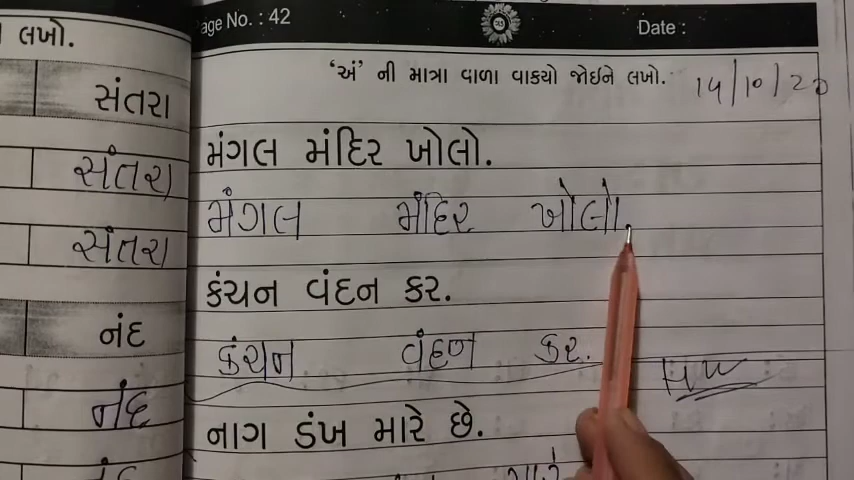 લખો.
સંતરા
સંતરા
સંતરા
નંદ
નંદ
age No. : 42
Date :
'અં' ની માત્રા વાળા વાક્યો જોઈને લખો.
14/10/20
મંગલ મંદિર ખોલો.
મંગલ મંદિર ખોલો.
કંચન વંદન કર.
કંચન વંદન કર.
HW
નાગ ડંખ મારે છે.